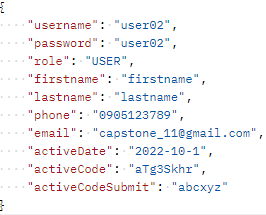 {
"username": "user02",
"password": "user02",
"role": "USER",
"firstname": "firstname",
"lastname": "lastname",
"phone": "0905123789",
"email": "capstone_11@gmail.com",
"activeDate": "2022-10-1",
"activeCode": "aTg3Skhr",
"activeCodeSubmit": "abcxyz"
}